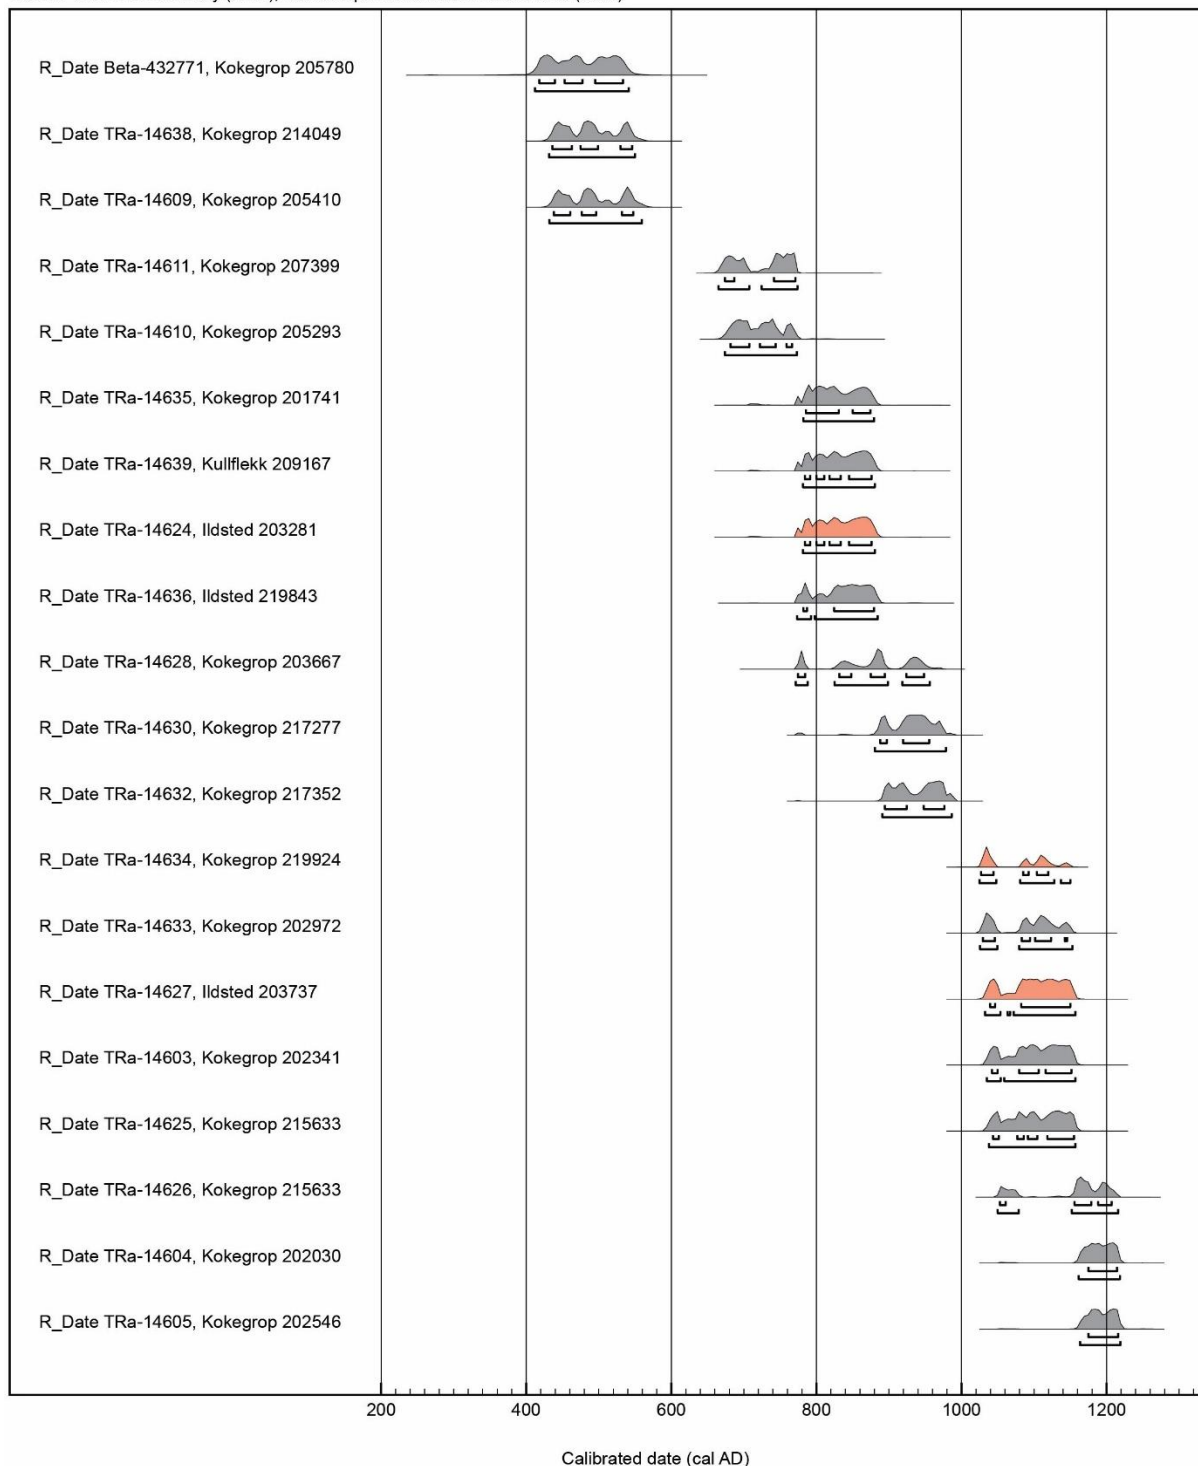 R_Date Beta-432771, Kokegrop 205780
R_Date TRa-14638, Kokegrop 214049
R_Date TRa-14609, Kokegrop 205410
R_Date TRa-14611, Kokegrop 207399
R_Date TRa-14610, Kokegrop 205293
R_Date TRa-14635, Kokegrop 201741
R_Date TRa-14639, Kullflekk 209167
R_Date TRa-14624, Ildsted 203281
R_Date TRa-14636, Ildsted 219843
R_Date TRa-14628, Kokegrop 203667
R_Date TRa-14630, Kokegrop 217277
R_Date TRa-14632, Kokegrop 217352
R_Date TRa-14634, Kokegrop 219924
R_Date TRa-14633, Kokegrop 202972
R_Date TRa-14627, Ildsted 203737
R_Date TRa-14603, Kokegrop 202341
R_Date TRa-14625, Kokegrop 215633
R_Date TRa-14626, Kokegrop 215633
R_Date TRa-14604, Kokegrop 202030
R_Date TRa-14605, Kokegrop 202546
200 400 600 800 1000 1200
Calibrated date (cal AD)